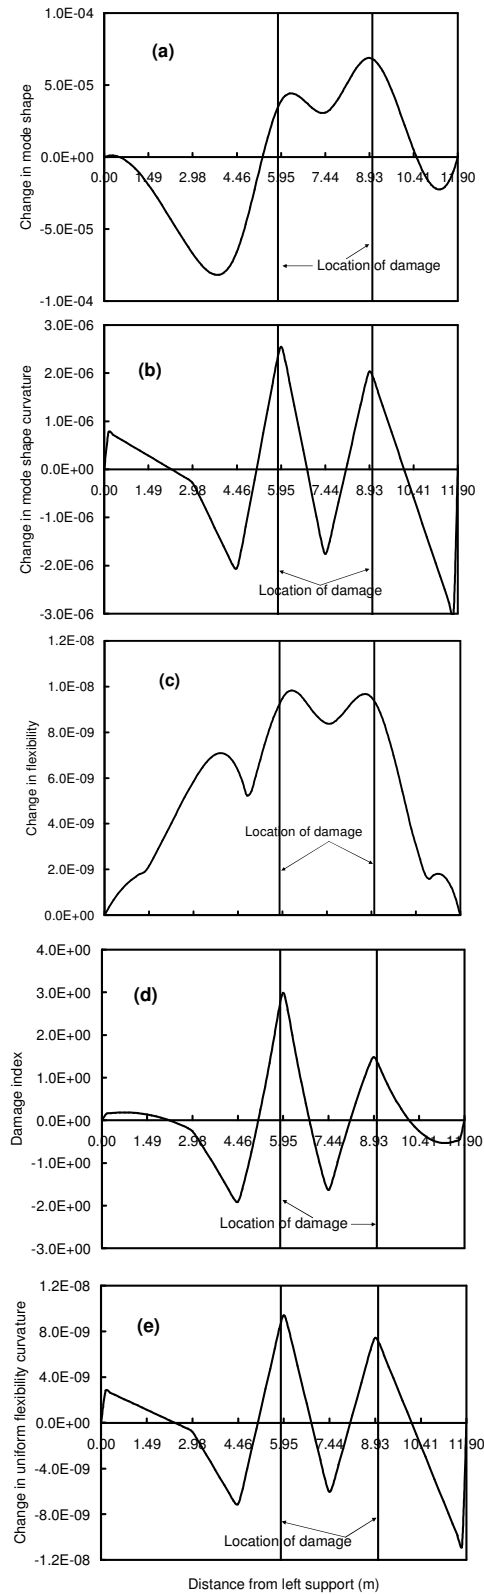 1.0E-04
(a)
5.0E-05
0.0E+00
0.00 1.49 2.98 4.46 5.95 7.44 8.93 10.41 11.90
-5.0E-05
Location of damage
-1.0E-04
Change in mode shape
3.0E-06
2.0E-06
(b)
1.0E-06
0.0E+00
0.00 1.49 2.98 4.46 5.95 7.44 8.93 10.41 11.90
-1.0E-06
-2.0E-06
Location of damage
-3.0E-06
Change in mode shape curvature
1.2E-08
1.0E-08
(c)
8.0E-09
6.0E-09
4.0E-09
Location of damage
2.0E-09
0.0E+00
Change in flexibility
4.0E+00
3.0E+00
(d)
2.0E+00
1.0E+00
0.0E+00
0.00 1.49 2.98 4.46 5.95 7.44 8.93 10.41 11.90
-1.0E+00
-2.0E+00
Location of damage
-3.0E+00
Damage index
1.2E-08
(e)
8.0E-09
4.0E-09
0.0E+00
0.00 1.49 2.98 4.46 5.95 7.44 8.93 10.41 11.90
-4.0E-09
-8.0E-09
Location of damage
-1.2E-08
Change in uniform flexibility curvature
Distance from left support (m)